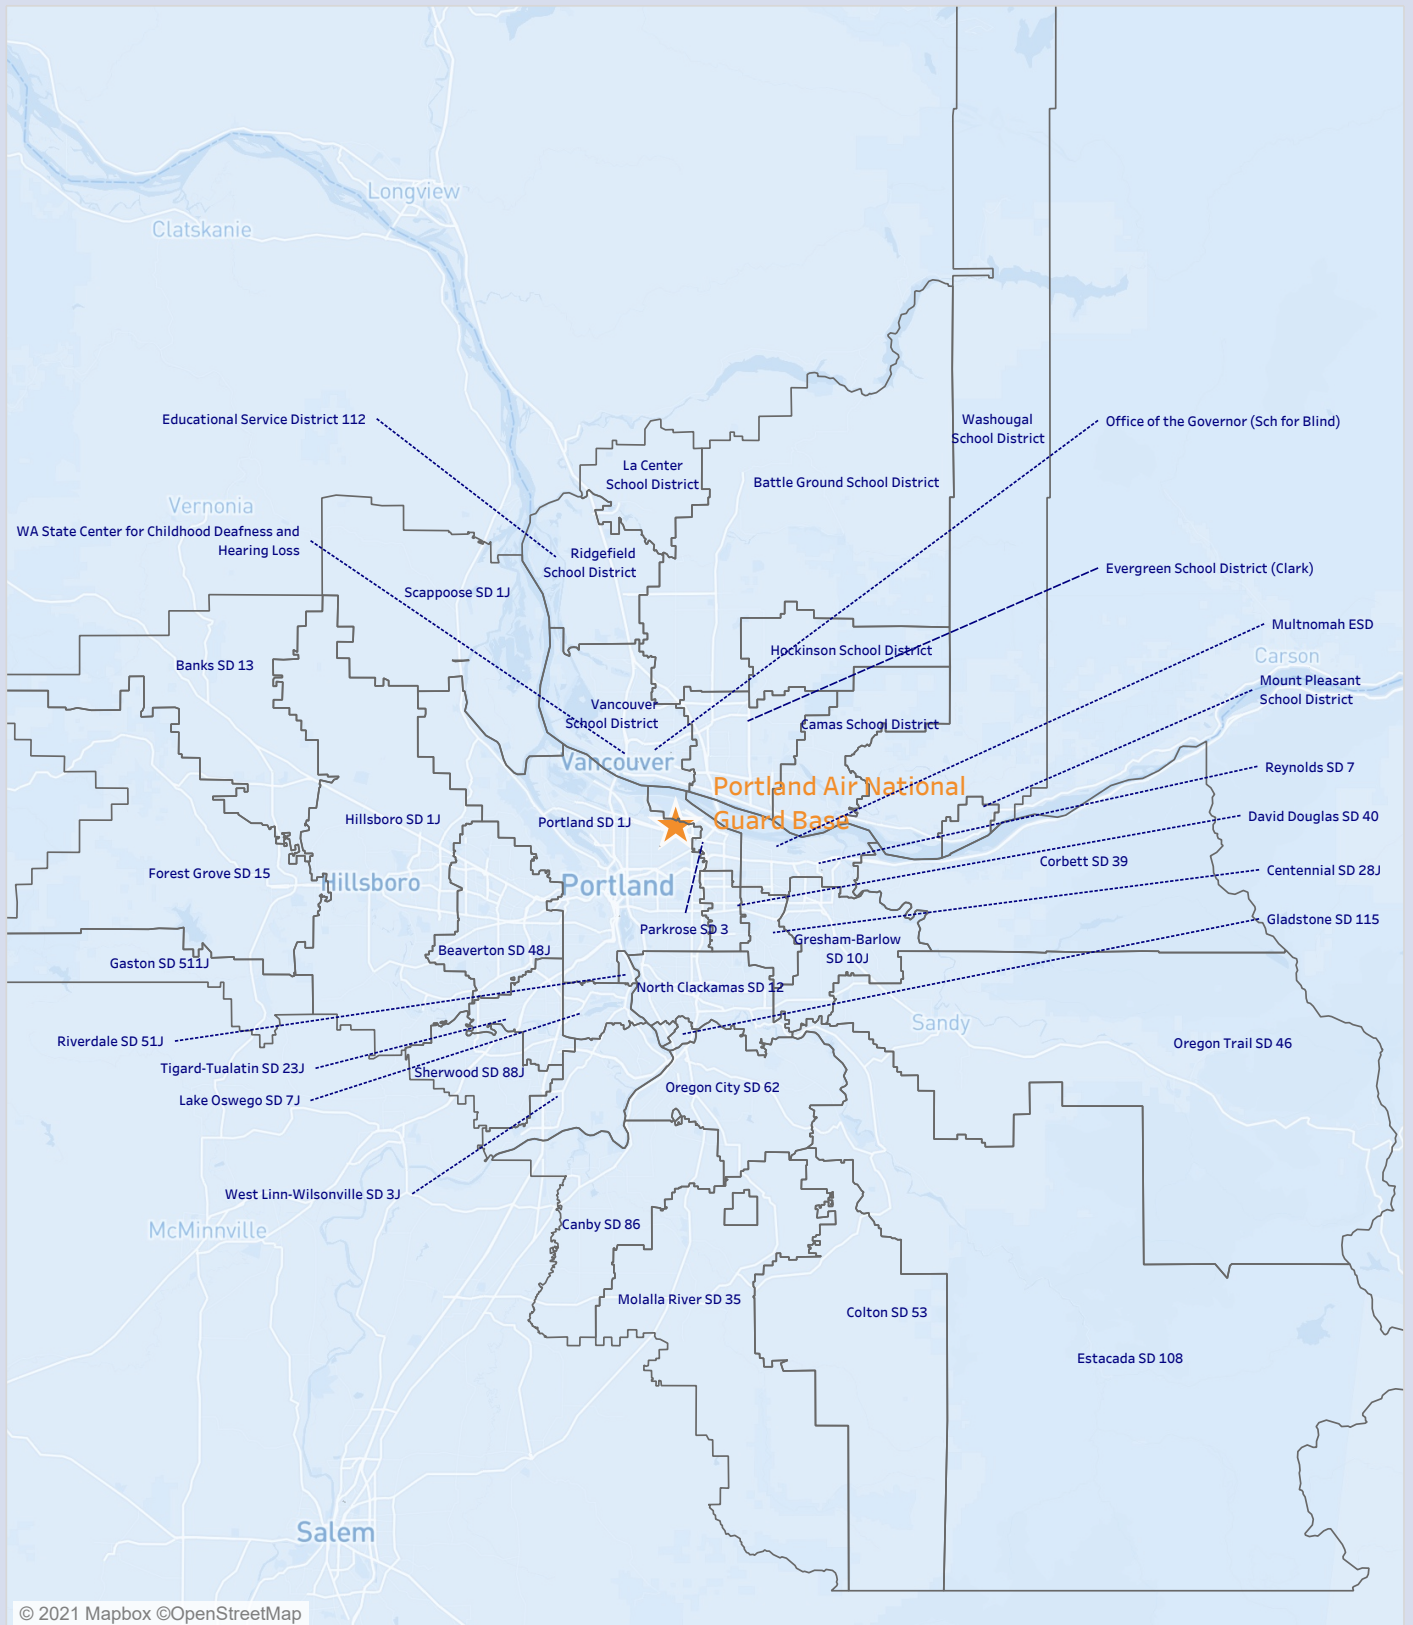 Longview
Clatskanie
Educational Service District 112
Washougal
School District
Office of the Governor (Sch for Blind)
La Center
School District
Battle Ground School District
Vernonia
WA State Center for Childhood Deafness and
Hearing Loss
Ridgefield
School District
Evergreen School District (Clark)
Scappoose SD 1J
Multnomah ESD
Hockinson School District
Carson
Banks SD 13
Mount Pleasant
School District
Vancouver
School District
Camas School District
Vancouver
Reynolds SD 7
Portland Air National
Guard Base
Hillsboro SD 1J
Portland SD 1J
David Douglas SD 40
Corbett SD 39
Forest Grove SD 15
Hillsboro
Portland
Centennial SD 28J
Gladstone SD 115
Parkrose SD 3
Gresham-Barlow
SD 10J
Beaverton SD 48J
Gaston SD 511J
North Clackamas SD 12
Sandy
Riverdale SD 51J
Oregon Trail SD 46
Tigard-Tualatin SD 23J
Sherwood SD 88J
Oregon City SD 62
Lake Oswego SD 7J
West Linn-Wilsonville SD 3J
McMinnville
Canby SD 86
Molalla River SD 35
Colton SD 53
Estacada SD 108
Salem
© 2021 Mapbox ©OpenStreetMap